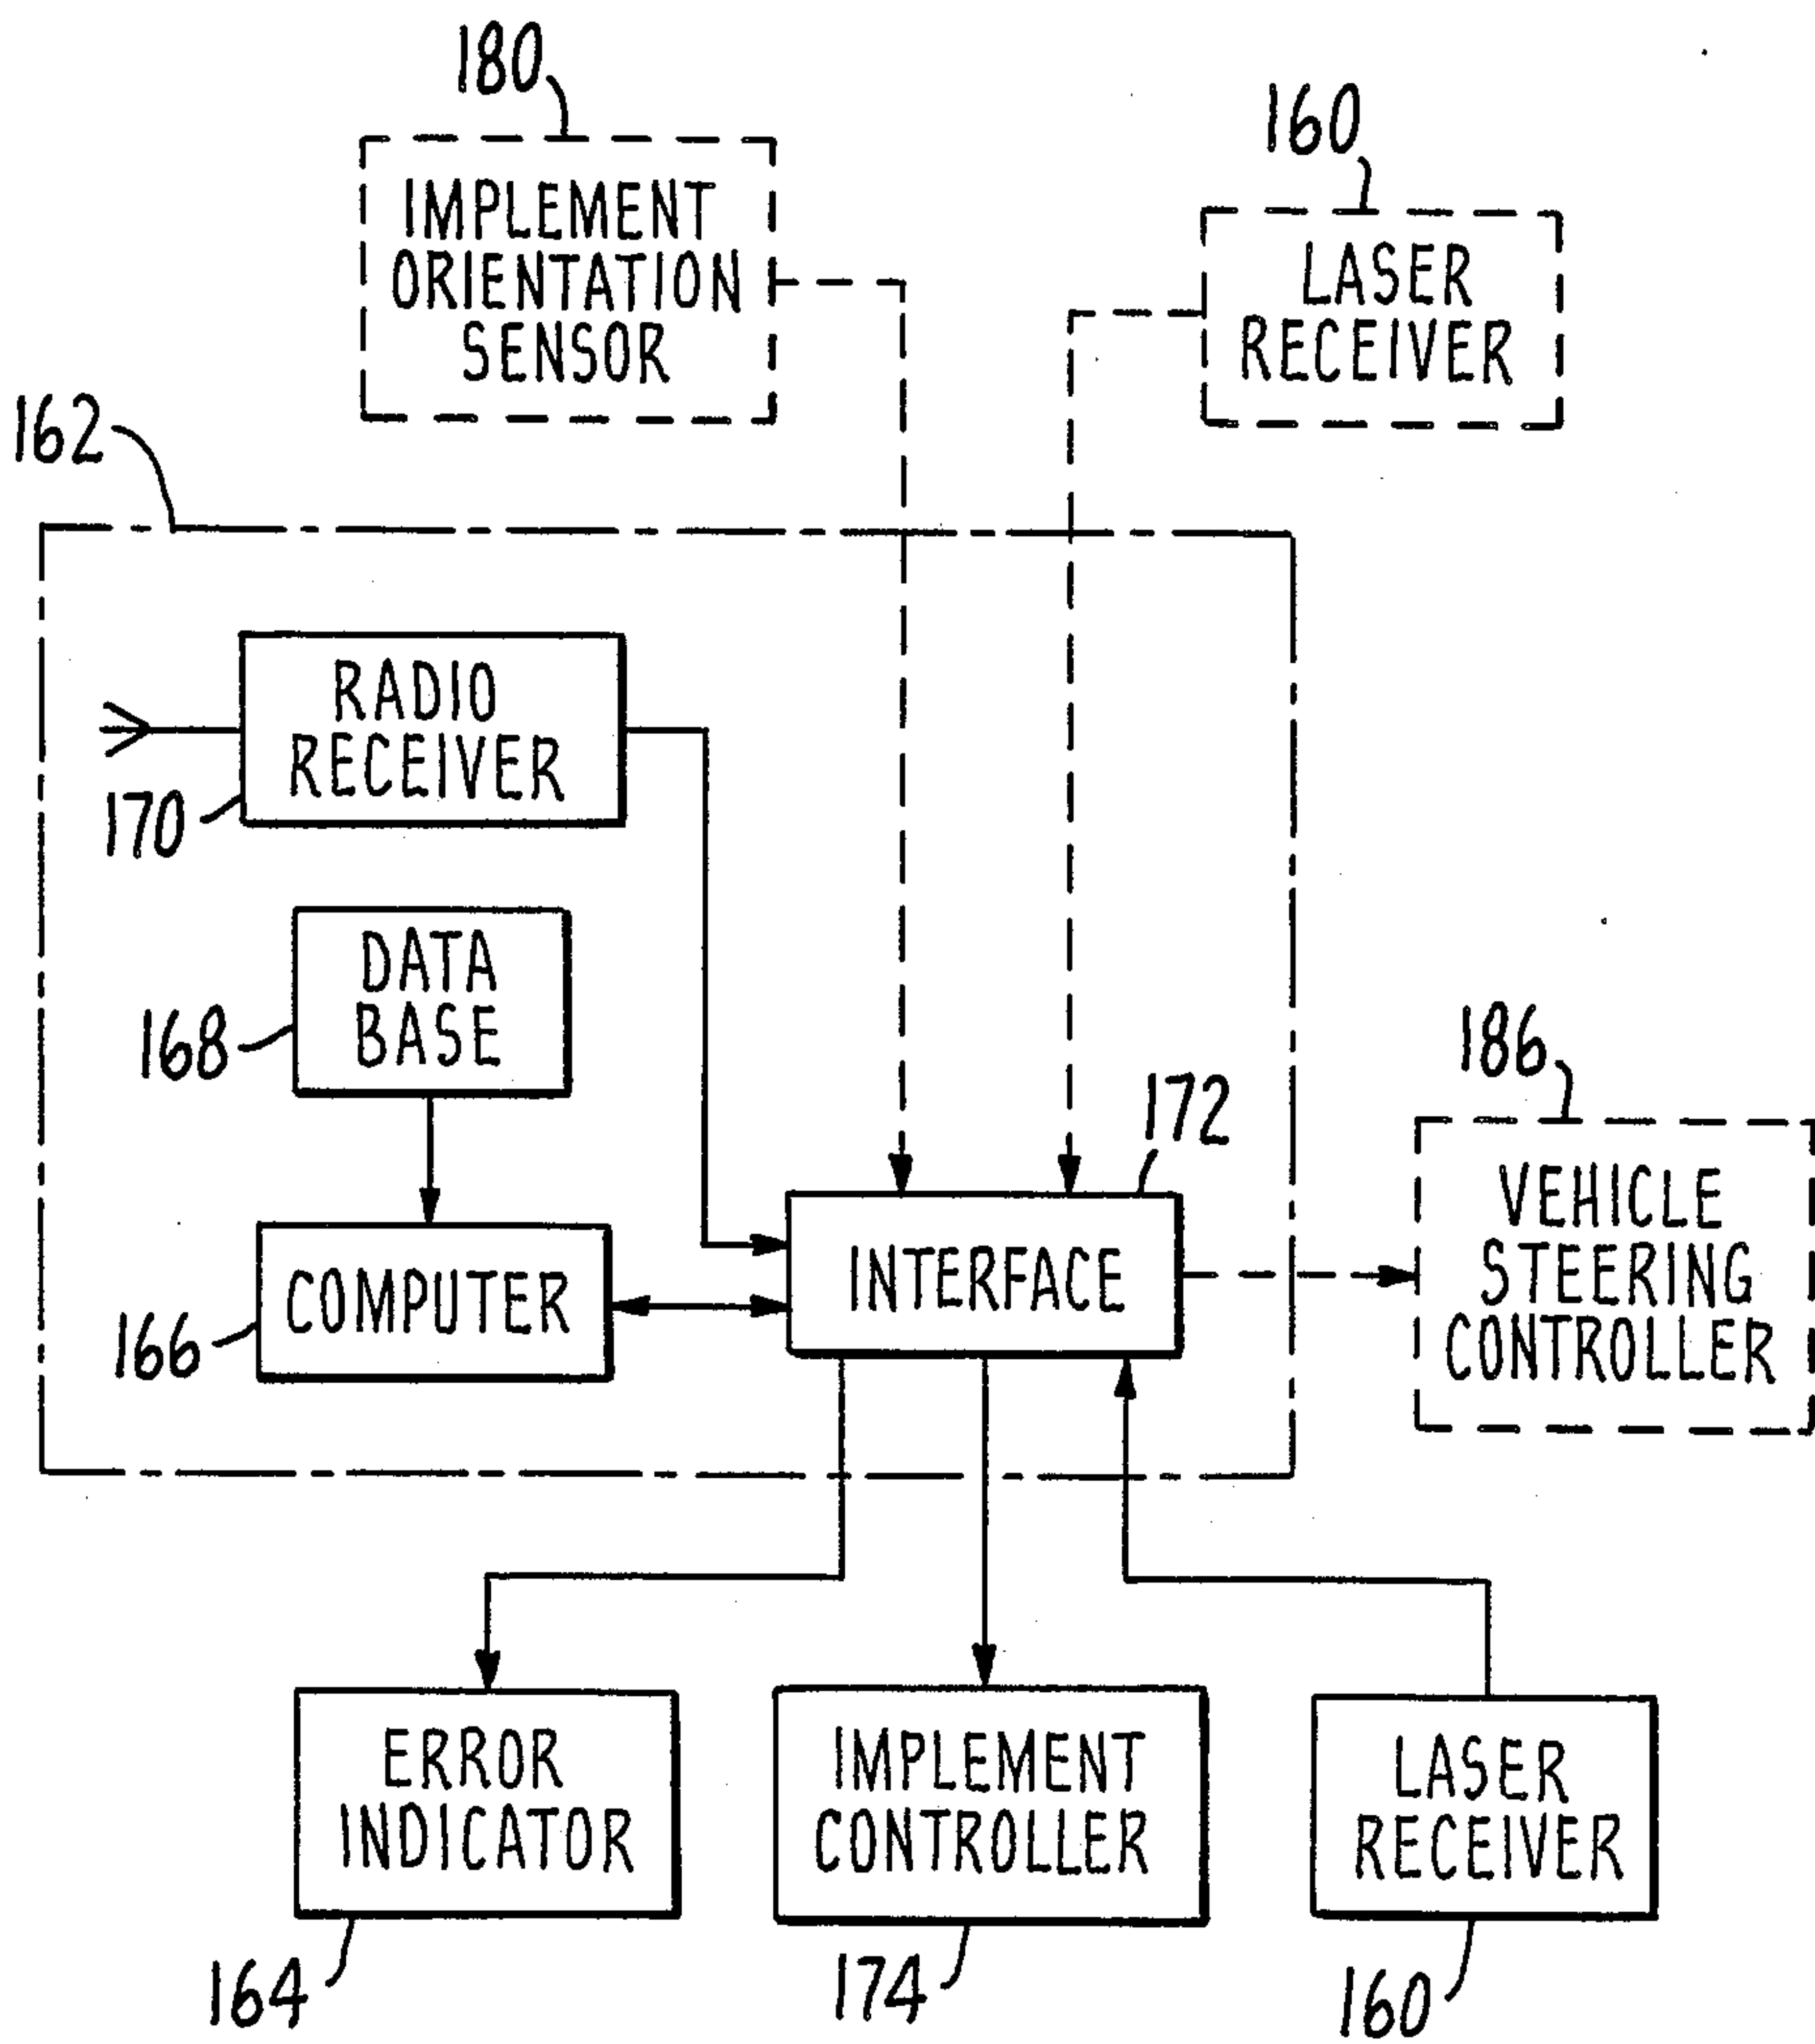 180
IMPLEMENT
ORIENTATION
SENSOR
160
LASER
RECEIVER
162
RADIO
RECEIVER
170
DATA
BASE
168
172
186
VEHICLE
STEERING
CONTROLLER
COMPUTER
166
INTERFACE
ERROR
INDICATOR
164
IMPLEMENT
CONTROLLER
174
LASER
RECEIVER
160